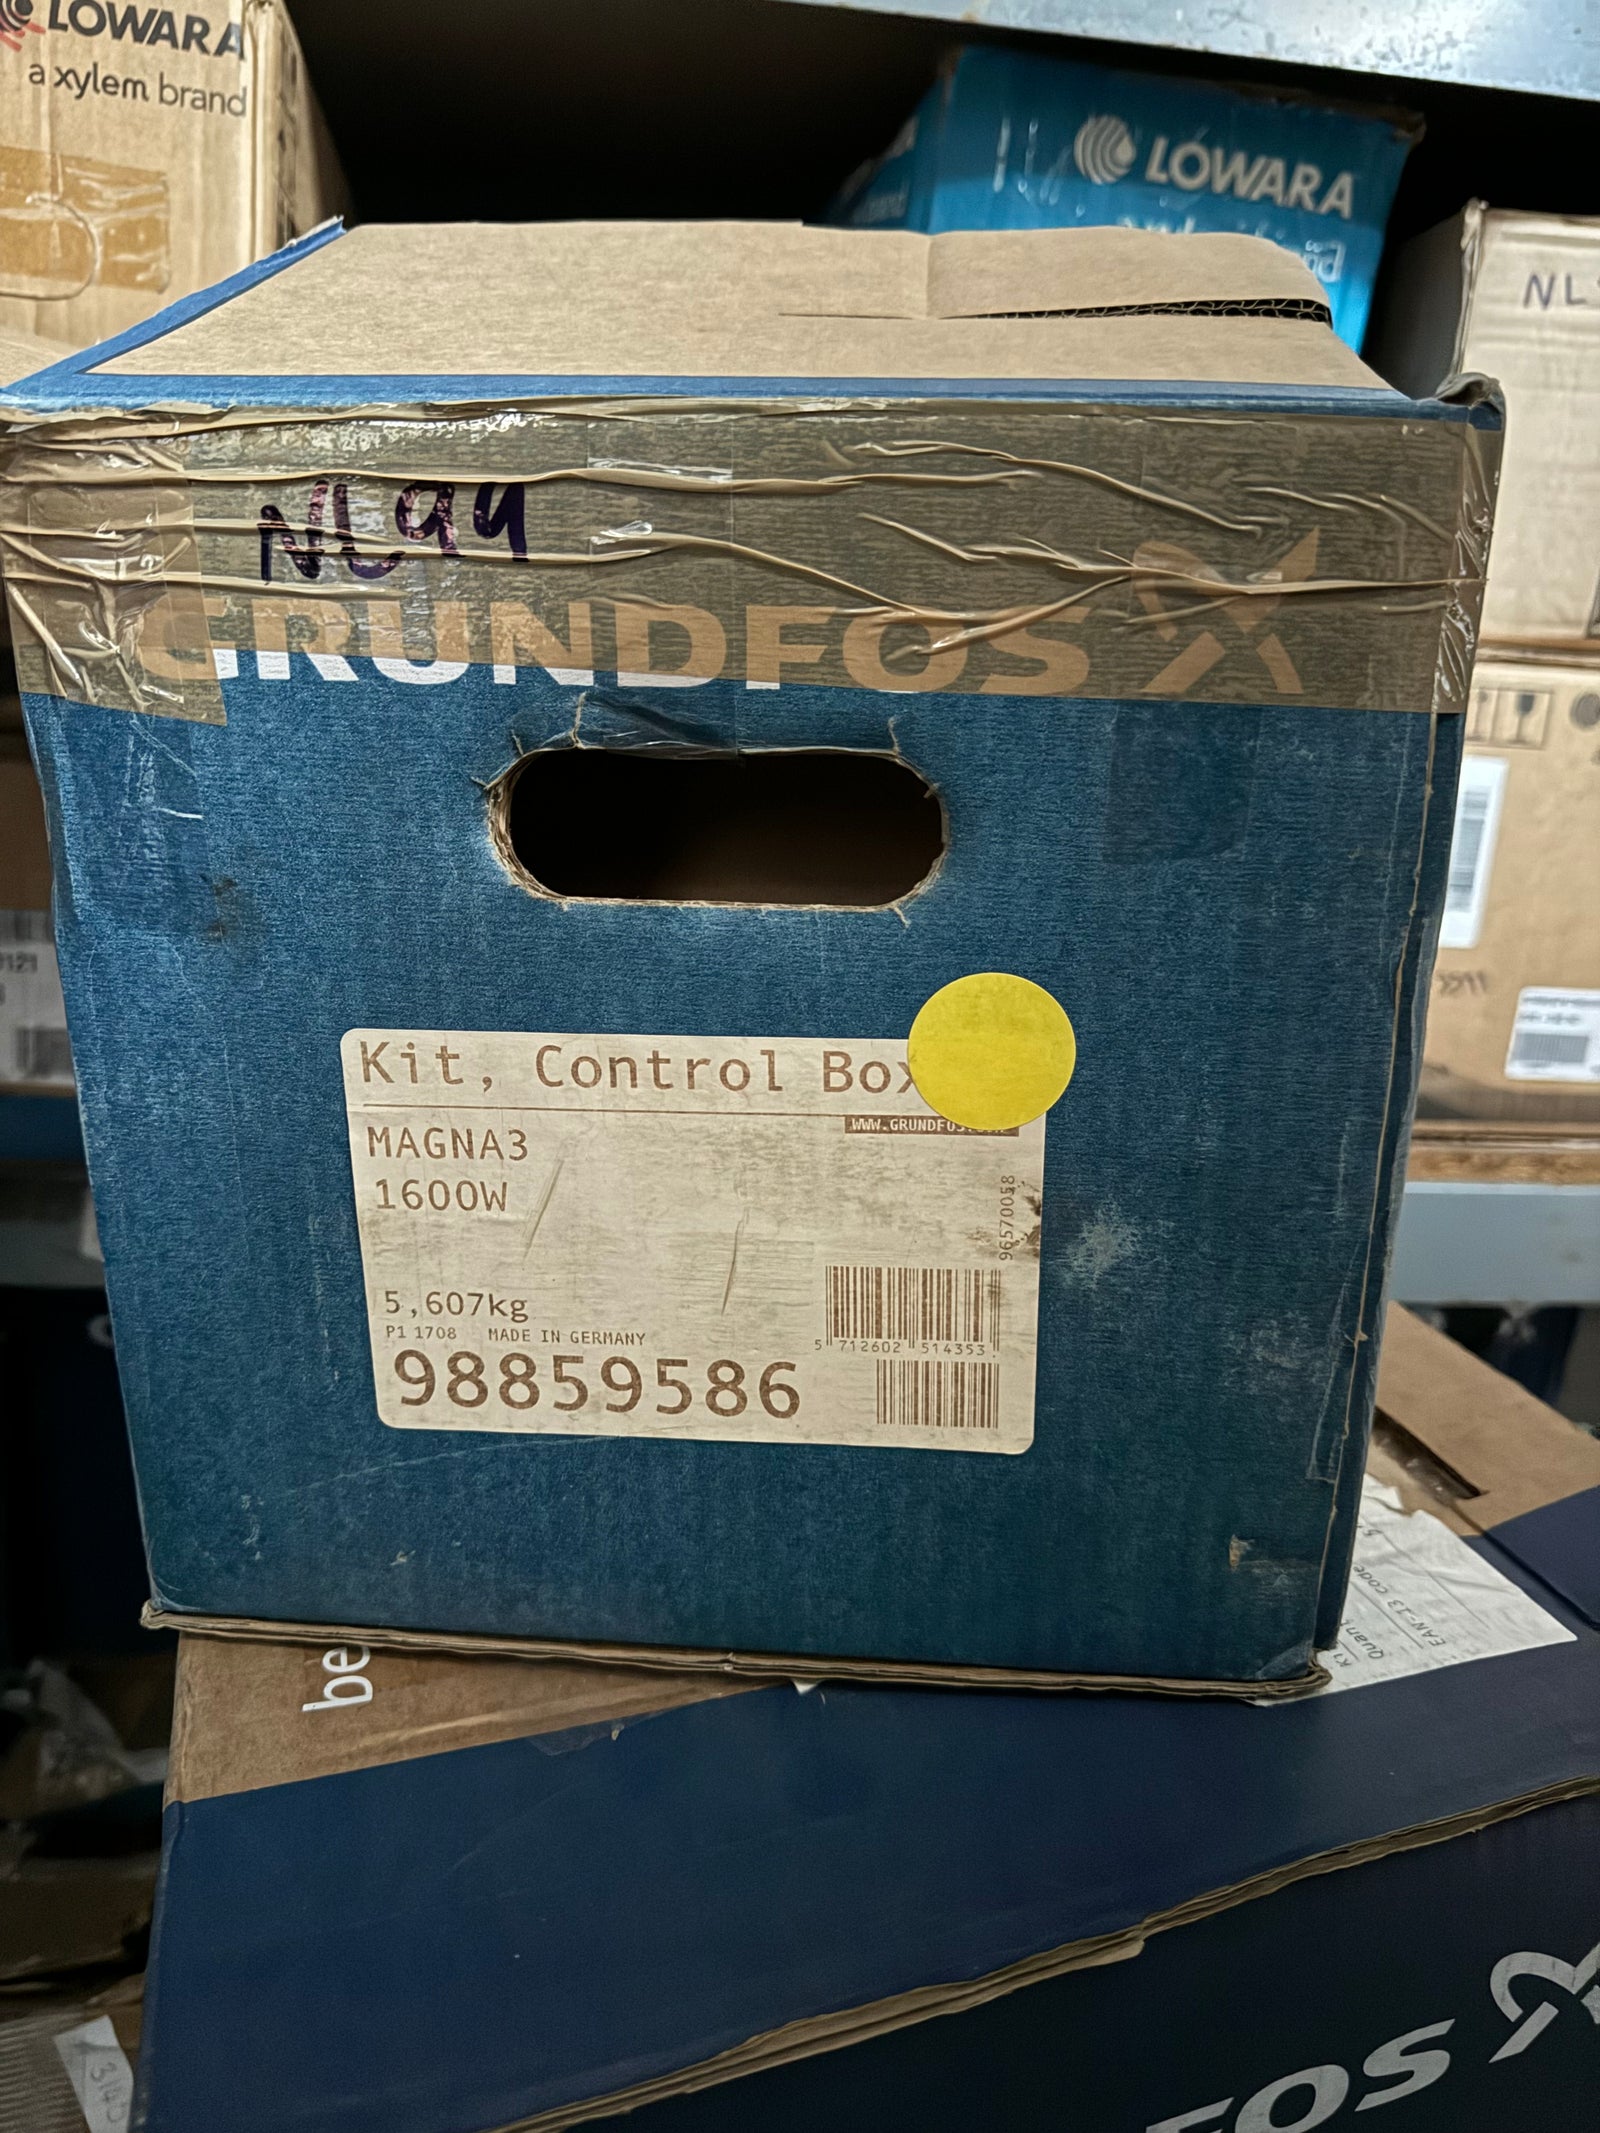 LOWARA
a xylem brand
LOWARA
NL
NL99
GRUNDFOS
Kit, Control Box
WWW.GRUNDFOS
MAGNA3
1600W
96570058
5,607kg
P1 1708 MADE IN GERMANY
5 712602 514353
98859586
be
EAN-13 code
FOS